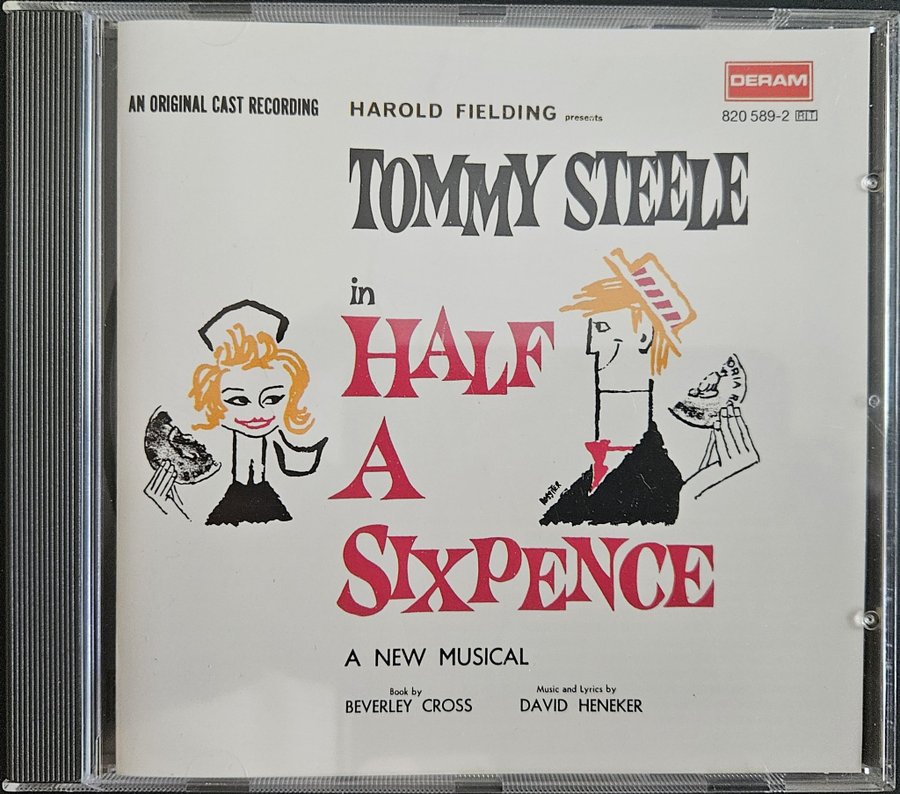 AN ORIGINAL CAST RECORDING
HAROLD FIELDING presents
DERAM
820 589-2
TOMMY STEELE
in
HALF
A
SIXPENCE
A NEW MUSICAL
Book by
BEVERLEY CROSS
Music and Lyrics by
DAVID HENEKER